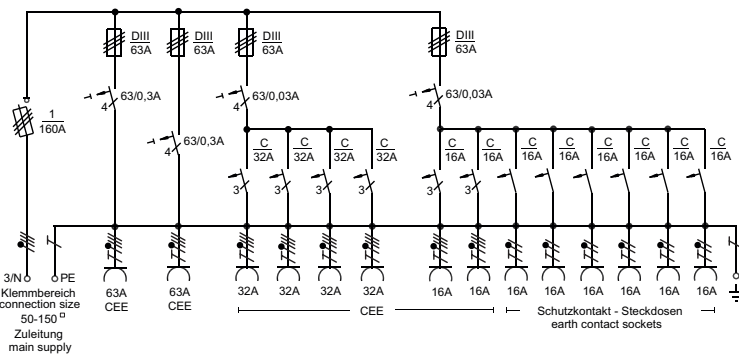 DIII DIII DIII DIII
63A 63A 63A 63A
63/0,3A 63/0,03A 63/0,03A
4 4 4
1
160A
63/0,3A
4
C C C C C C C C C C C C
32A 32A 32A 32A 16A 16A 16A 16A 16A 16A 16A 16A
3 3 3 3 3 3
3/N PE
63A 63A 32A 32A 32A 32A 16A 16A 16A 16A 16A 16A 16A 16A
CEE CEE
Klemmbereich
connection size
50-150
CEE
Schutzkontakt - Steckdosen
earth contact sockets
Zuleitung
main supply